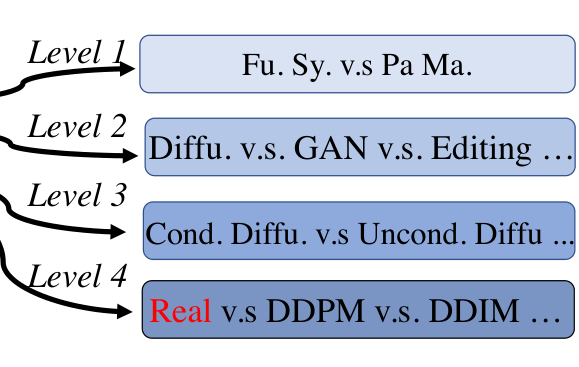 Level 1
Fu. Sy. v.s Pa Ma.
Level 2
Diffu. v.s. GAN v.s. Editing …
Level 3
Cond. Diffu. v.s Uncond. Diffu ...
Level 4
Real v.s DDPM v.s. DDIM …